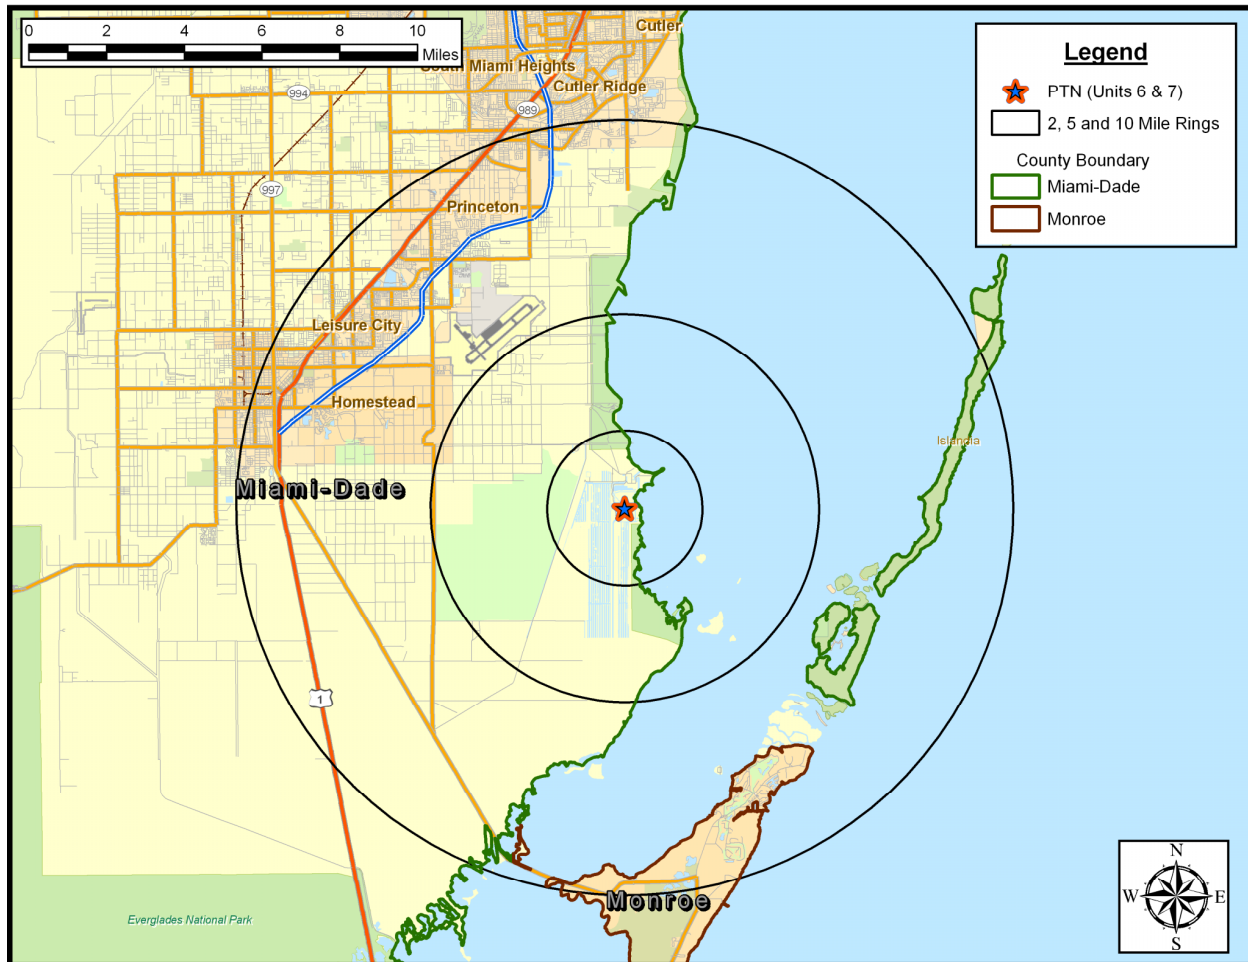 0 2 4 6 8 10
Miles
Cutler
South Miami Heights
994
Cutler Ridge
989
997
Princeton
Leisure City
Homestead
Islandia
Miami-Dade
1
Monroe
Everglades National Park
Legend
PTN (Units 6 & 7)
2, 5 and 10 Mile Rings
County Boundary
Miami-Dade
Monroe
N
W E
S